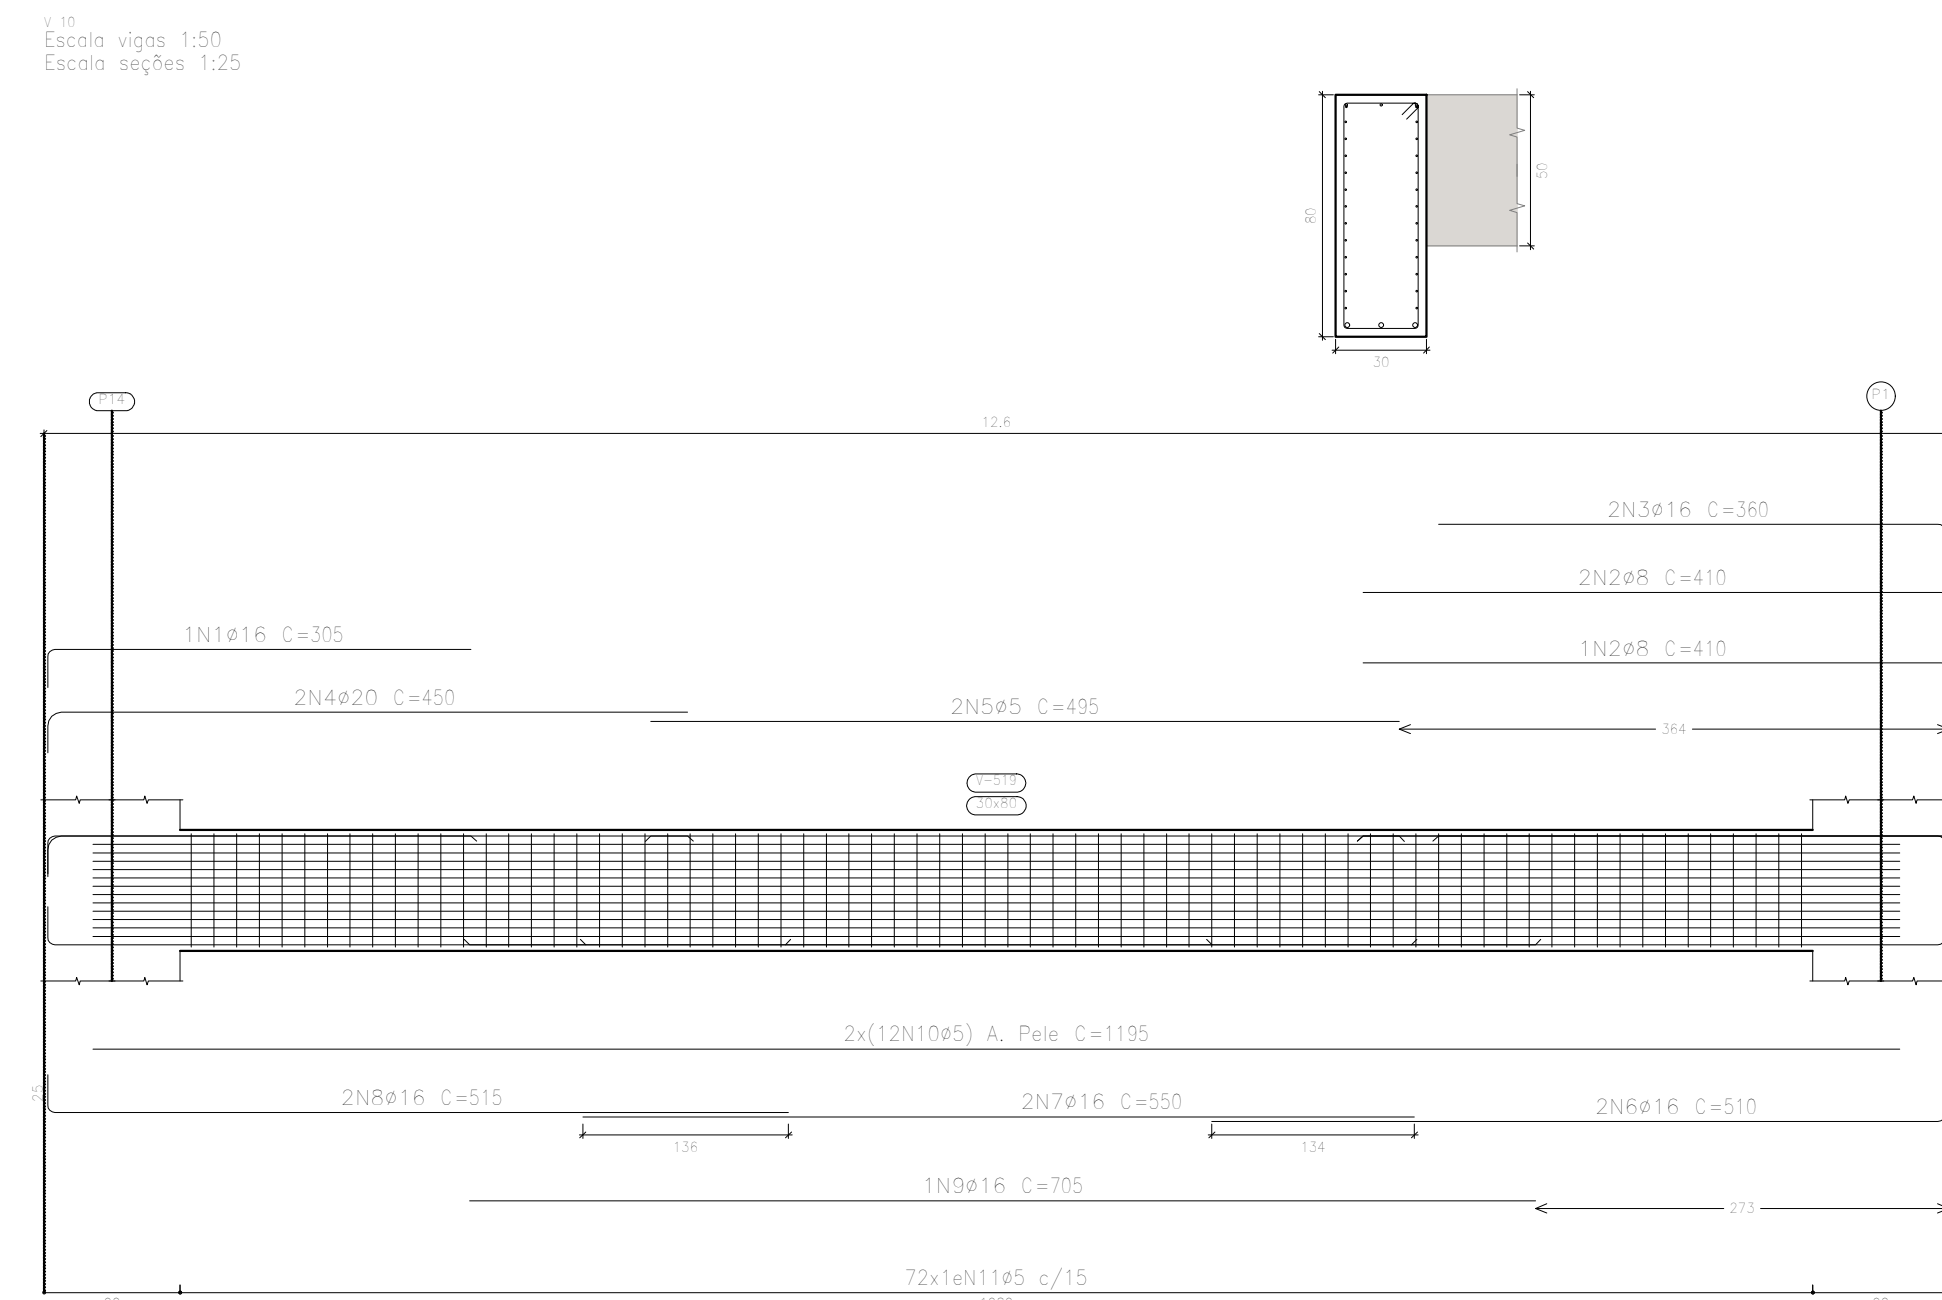 V 10
Escala vigas 1:50
Escala seções 1:25
80
50
30
P14
P1
12.6
2N3ø16 C=360
2N2ø8 C=410
1N1ø16 C=305
1N2ø8 C=410
2N4ø20 C=450
2N5ø5 C=495
364
V-519
30x80
2x(12N10ø5) A. Pele C=1195
25
2N8ø16 C=515
2N7ø16 C=550
2N6ø16 C=510
136
134
1N9ø16 C=705
273
72x1eN11ø5 c/15